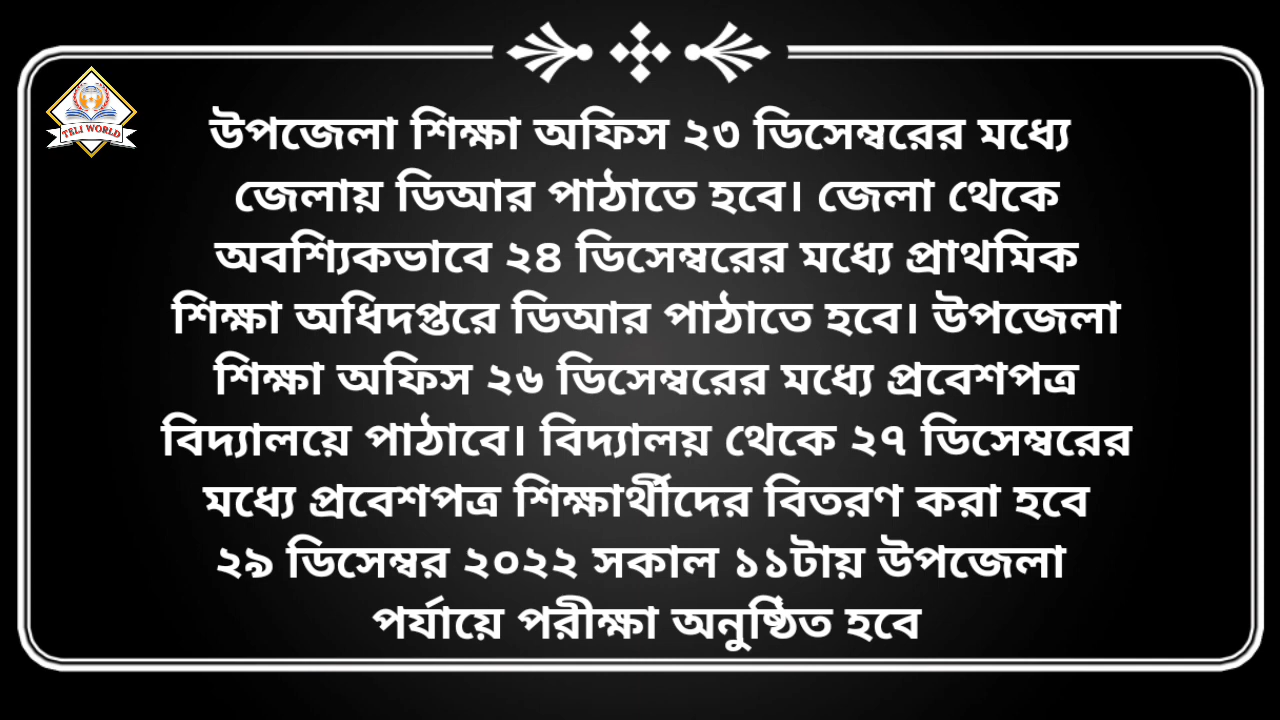 TELI WORLD
উপজেলা শিক্ষা অফিস ২৩ ডিসেম্বরের মধ্যে
জেলায় ডিআর পাঠাতে হবে। জেলা থেকে
অবশ্যিকভাবে ২৪ ডিসেম্বরের মধ্যে প্রাথমিক
শিক্ষা অধিদপ্তরে ডিআর পাঠাতে হবে। উপজেলা
শিক্ষা অফিস ২৬ ডিসেম্বরের মধ্যে প্রবেশপত্র
বিদ্যালয়ে পাঠাবে। বিদ্যালয় থেকে ২৭ ডিসেম্বরের
মধ্যে প্রবেশপত্র শিক্ষার্থীদের বিতরণ করা হবে
২৯ ডিসেম্বর ২০২২ সকাল ১১টায় উপজেলা
পর্যায়ে পরীক্ষা অনুষ্ঠিত হবে